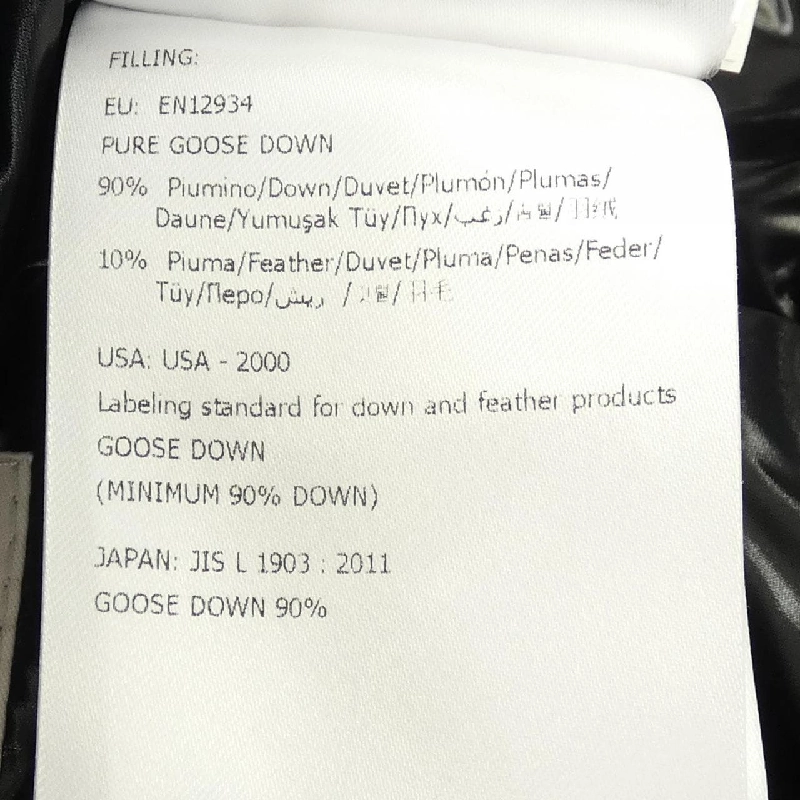 FILLING:
EU: EN12934
PURE GOOSE DOWN
90% Piumino/Down/Duvet/Plumón/Plumas/
Daune/Yumuşak Tüy/Пух/زغب/
10% Piuma/Feather/Duvet/Pluma/Penas/Feder/
Tüy/Перо/ريش /
USA: USA - 2000
Labeling standard for down and feather products
GOOSE DOWN
(MINIMUM 90% DOWN)
JAPAN: JIS L 1903 : 2011
GOOSE DOWN 90%